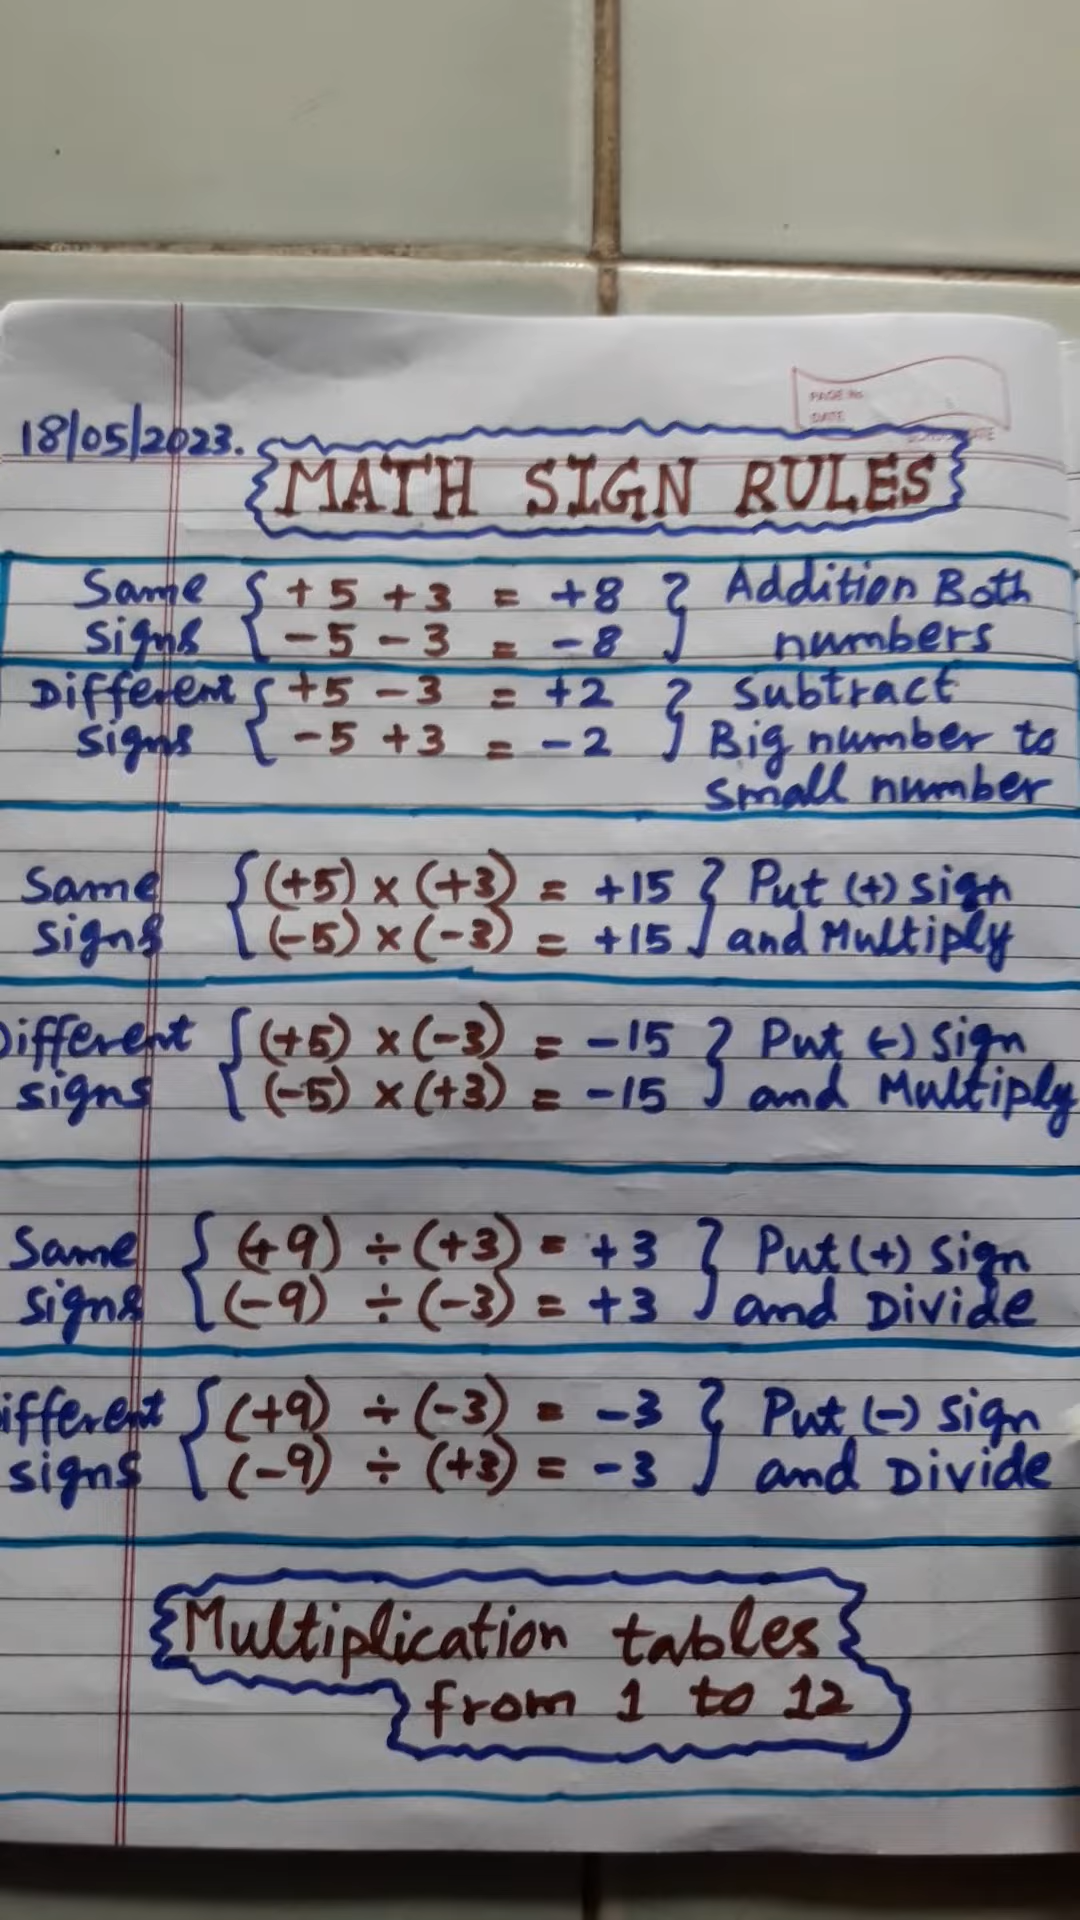 PAGE No.
DATE
18/05/2023.
MATH SIGN RULES
Same signs { +5 +3 = +8 } Addition Both
-5 -3 = -8 numbers
Different signs { +5 -3 = +2 } Subtract
-5 +3 = -2 Big number to
small number
Same { (+5) × (+3) = +15 } Put (+) sign
signs (-5) × (-3) = +15 and Multiply
Different { (+5) × (-3) = -15 } Put (-) sign
signs (-5) × (+3) = -15 and Multiply
Same { (+9) ÷ (+3) = +3 } Put (+) sign
signs (-9) ÷ (-3) = +3 and Divide
ifferent { (+9) ÷ (-3) = -3 } Put (-) sign
signs (-9) ÷ (+3) = -3 and Divide
Multiplication tables
from 1 to 12